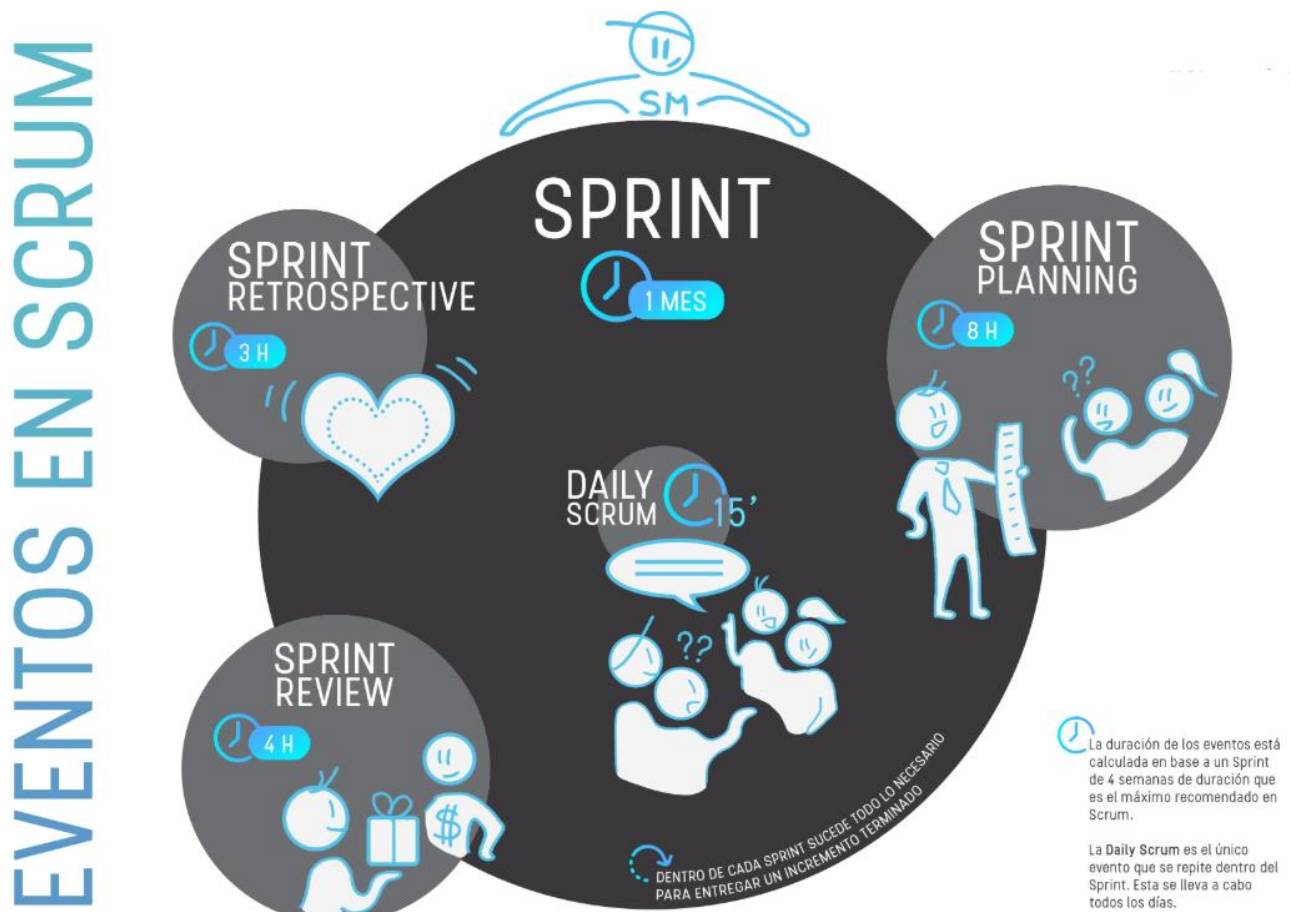 EVENTOS EN SCRUM
SM
SPRINT
1 MES
SPRINT
RETROSPECTIVE
3 H
SPRINT
PLANNING
8 H
??
DAILY
SCRUM
15'
??
SPRINT
REVIEW
4 H
$
DENTRO DE CADA SPRINT SUCEDE TODO LO NECESARIO
PARA ENTREGAR UN INCREMENTO TERMINADO
La duración de los eventos está
calculada en base a un Sprint
de 4 semanas de duración que
es el máximo recomendado en
Scrum.
La Daily Scrum es el único
evento que se repite dentro del
Sprint. Esta se lleva a cabo
todos los días.